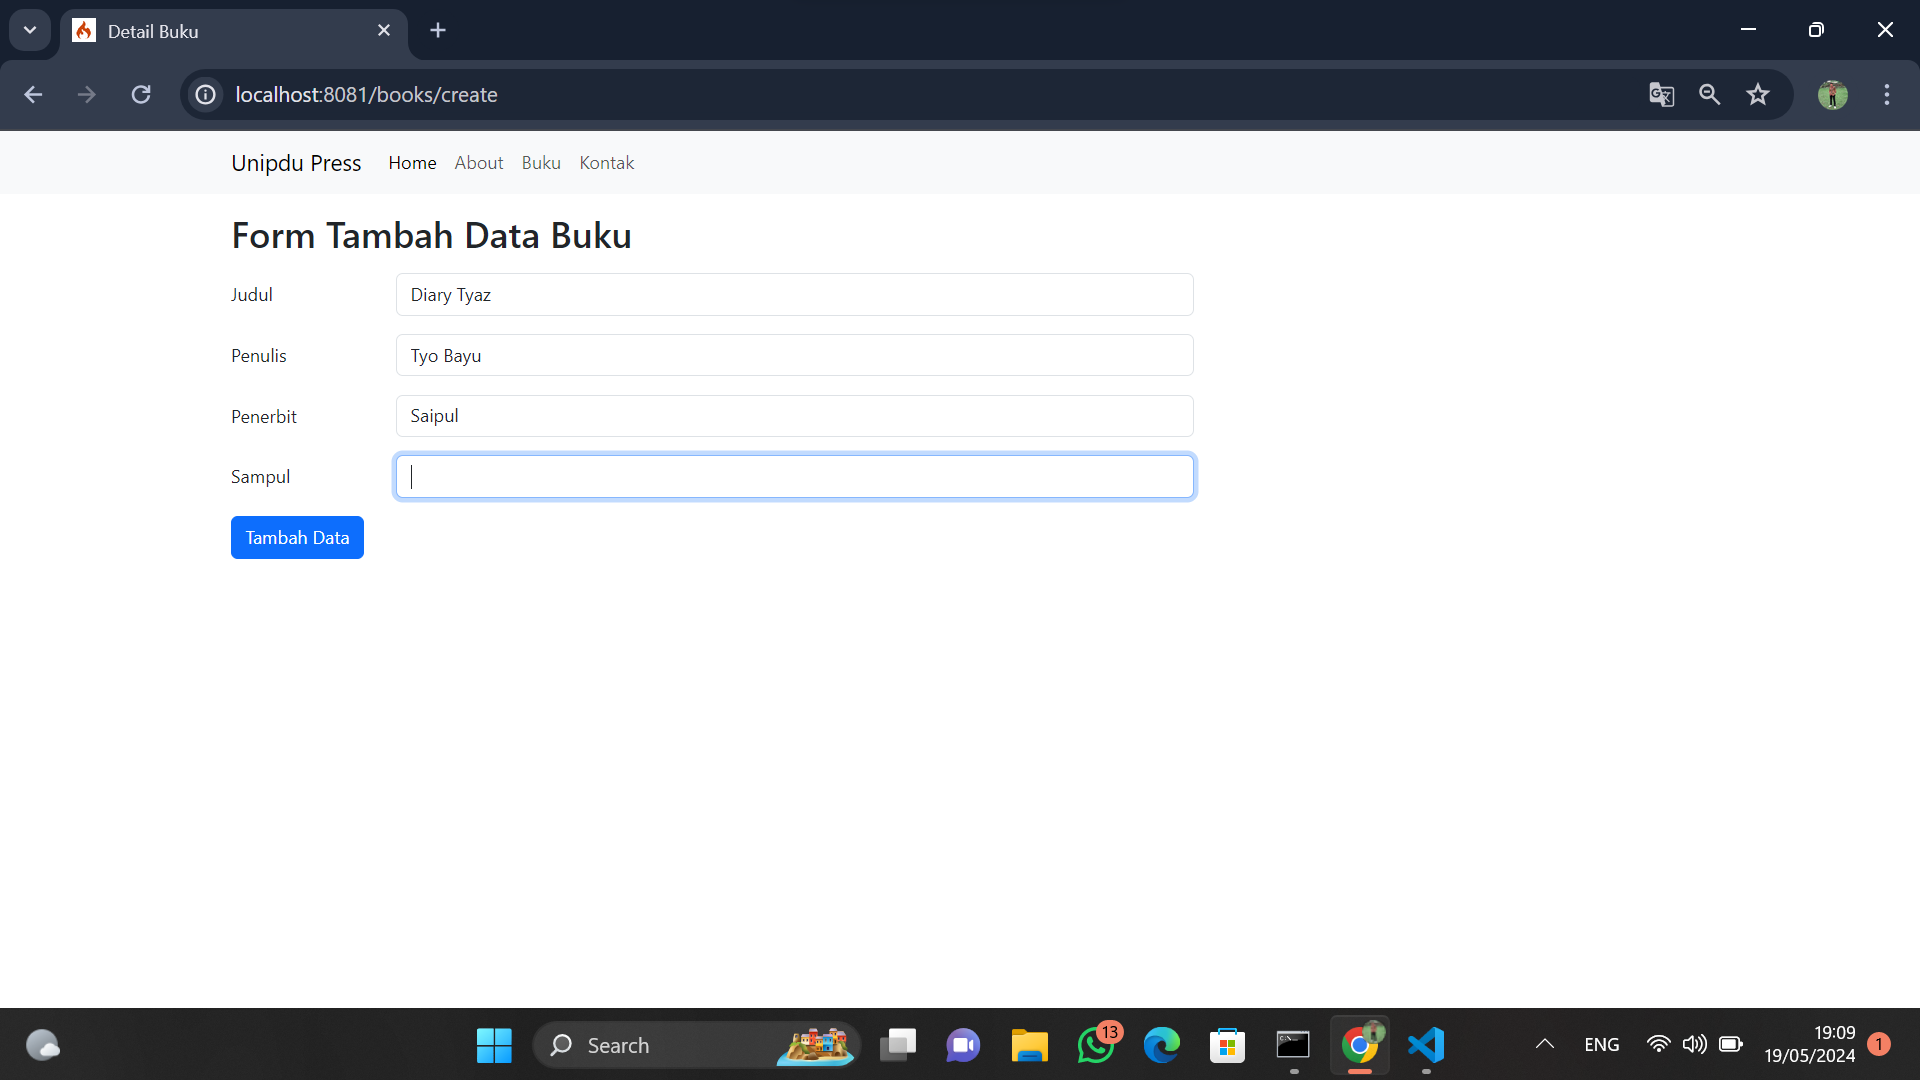 Detail Buku
localhost:8081/books/create
Unipdu Press Home About Buku Kontak
Form Tambah Data Buku
Judul Diary Tyaz
Penulis Tyo Bayu
Penerbit Saipul
Sampul
Tambah Data
Search
13
ENG
19:09
19/05/2024
1